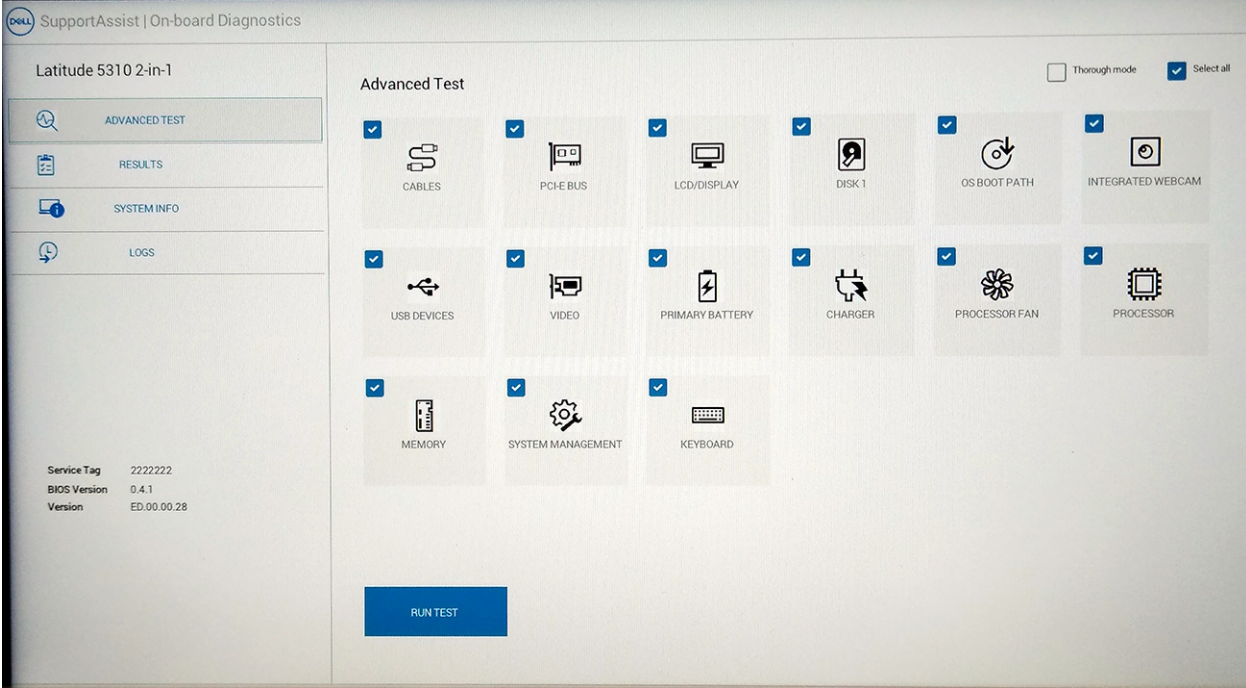 DELL SupportAssist | On-board Diagnostics
Latitude 5310 2-in-1
ADVANCED TEST
RESULTS
SYSTEM INFO
LOGS
Service Tag 2222222
BIOS Version 0.4.1
Version ED.00.00.28
Advanced Test
Thorough mode
Select all
CABLES
PCI-E BUS
LCD/DISPLAY
DISK 1
OS BOOT PATH
INTEGRATED WEBCAM
USB DEVICES
VIDEO
PRIMARY BATTERY
CHARGER
PROCESSOR FAN
PROCESSOR
MEMORY
SYSTEM MANAGEMENT
KEYBOARD
RUN TEST